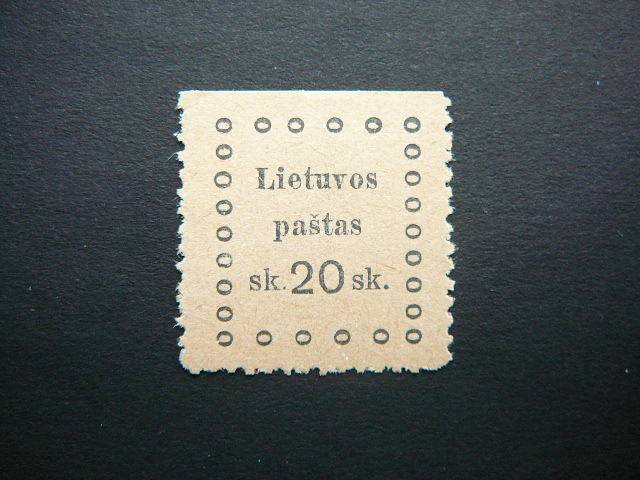 Lietuvos
paštas
sk. 20 sk.